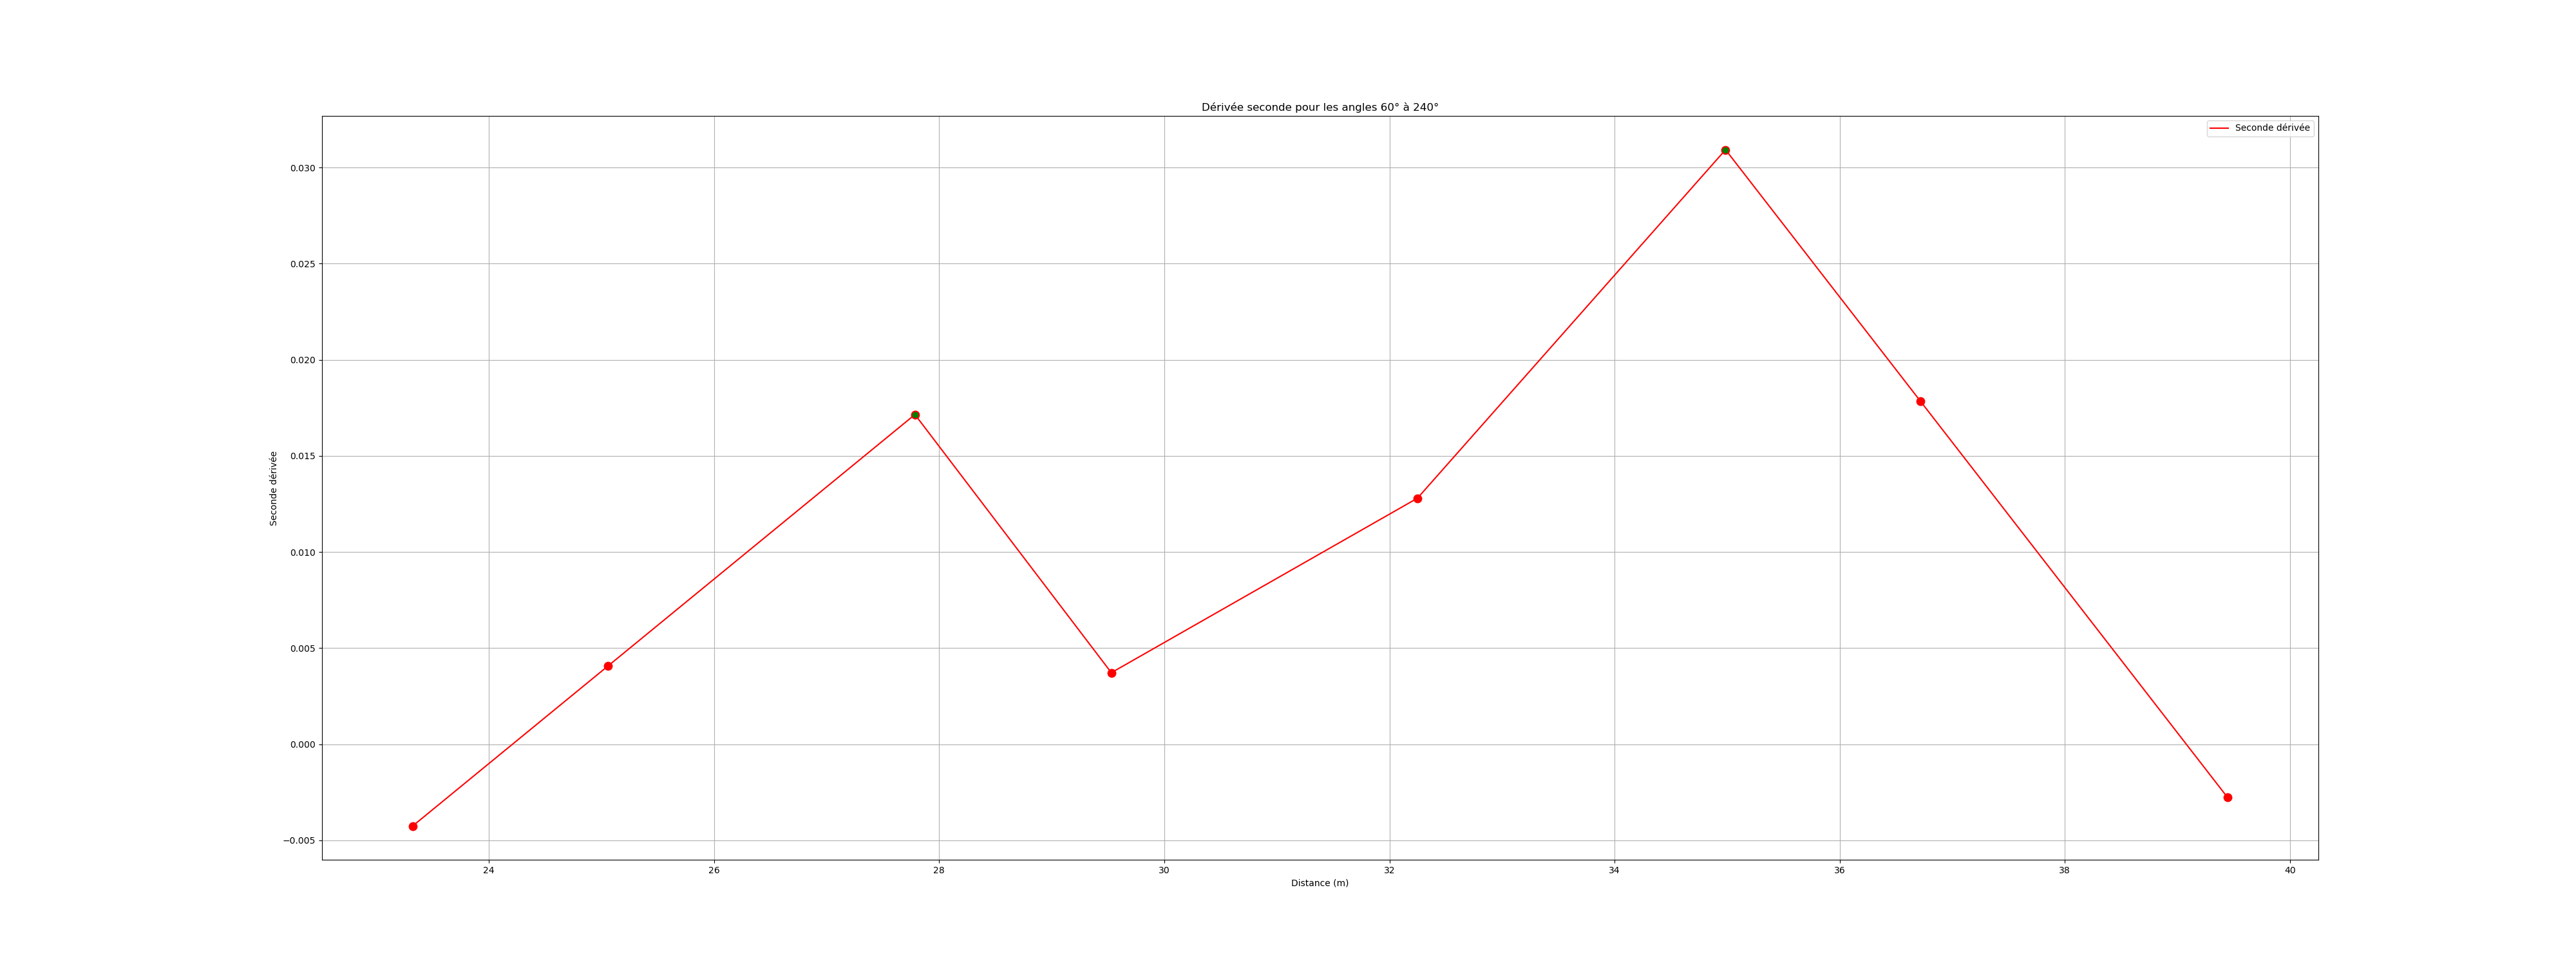 Dérivée seconde pour les angles 60° à 240°
Seconde dérivée
0.030
0.025
0.020
0.015
0.010
0.005
0.000
−0.005
Seconde dérivée
24 26 28 30 32 34 36 38 40
Distance (m)